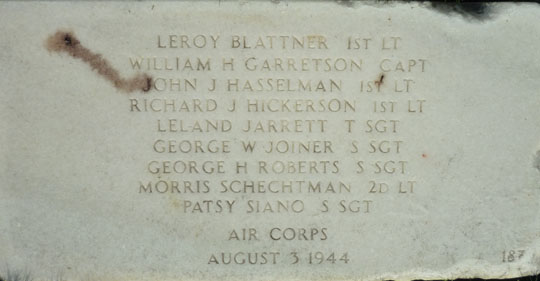 LEROY BLATTNER 1ST LT
WILLIAM H GARRETSON CAPT
JOHN J HASSELMAN 1ST LT
RICHARD J HICKERSON 1ST LT
LELAND JARRETT T SGT
GEORGE W JOINER S SGT
GEORGE H ROBERTS S SGT
MORRIS SCHECHTMAN 2D LT
PATSY SIANO S SGT
AIR CORPS
AUGUST 3 1944
187